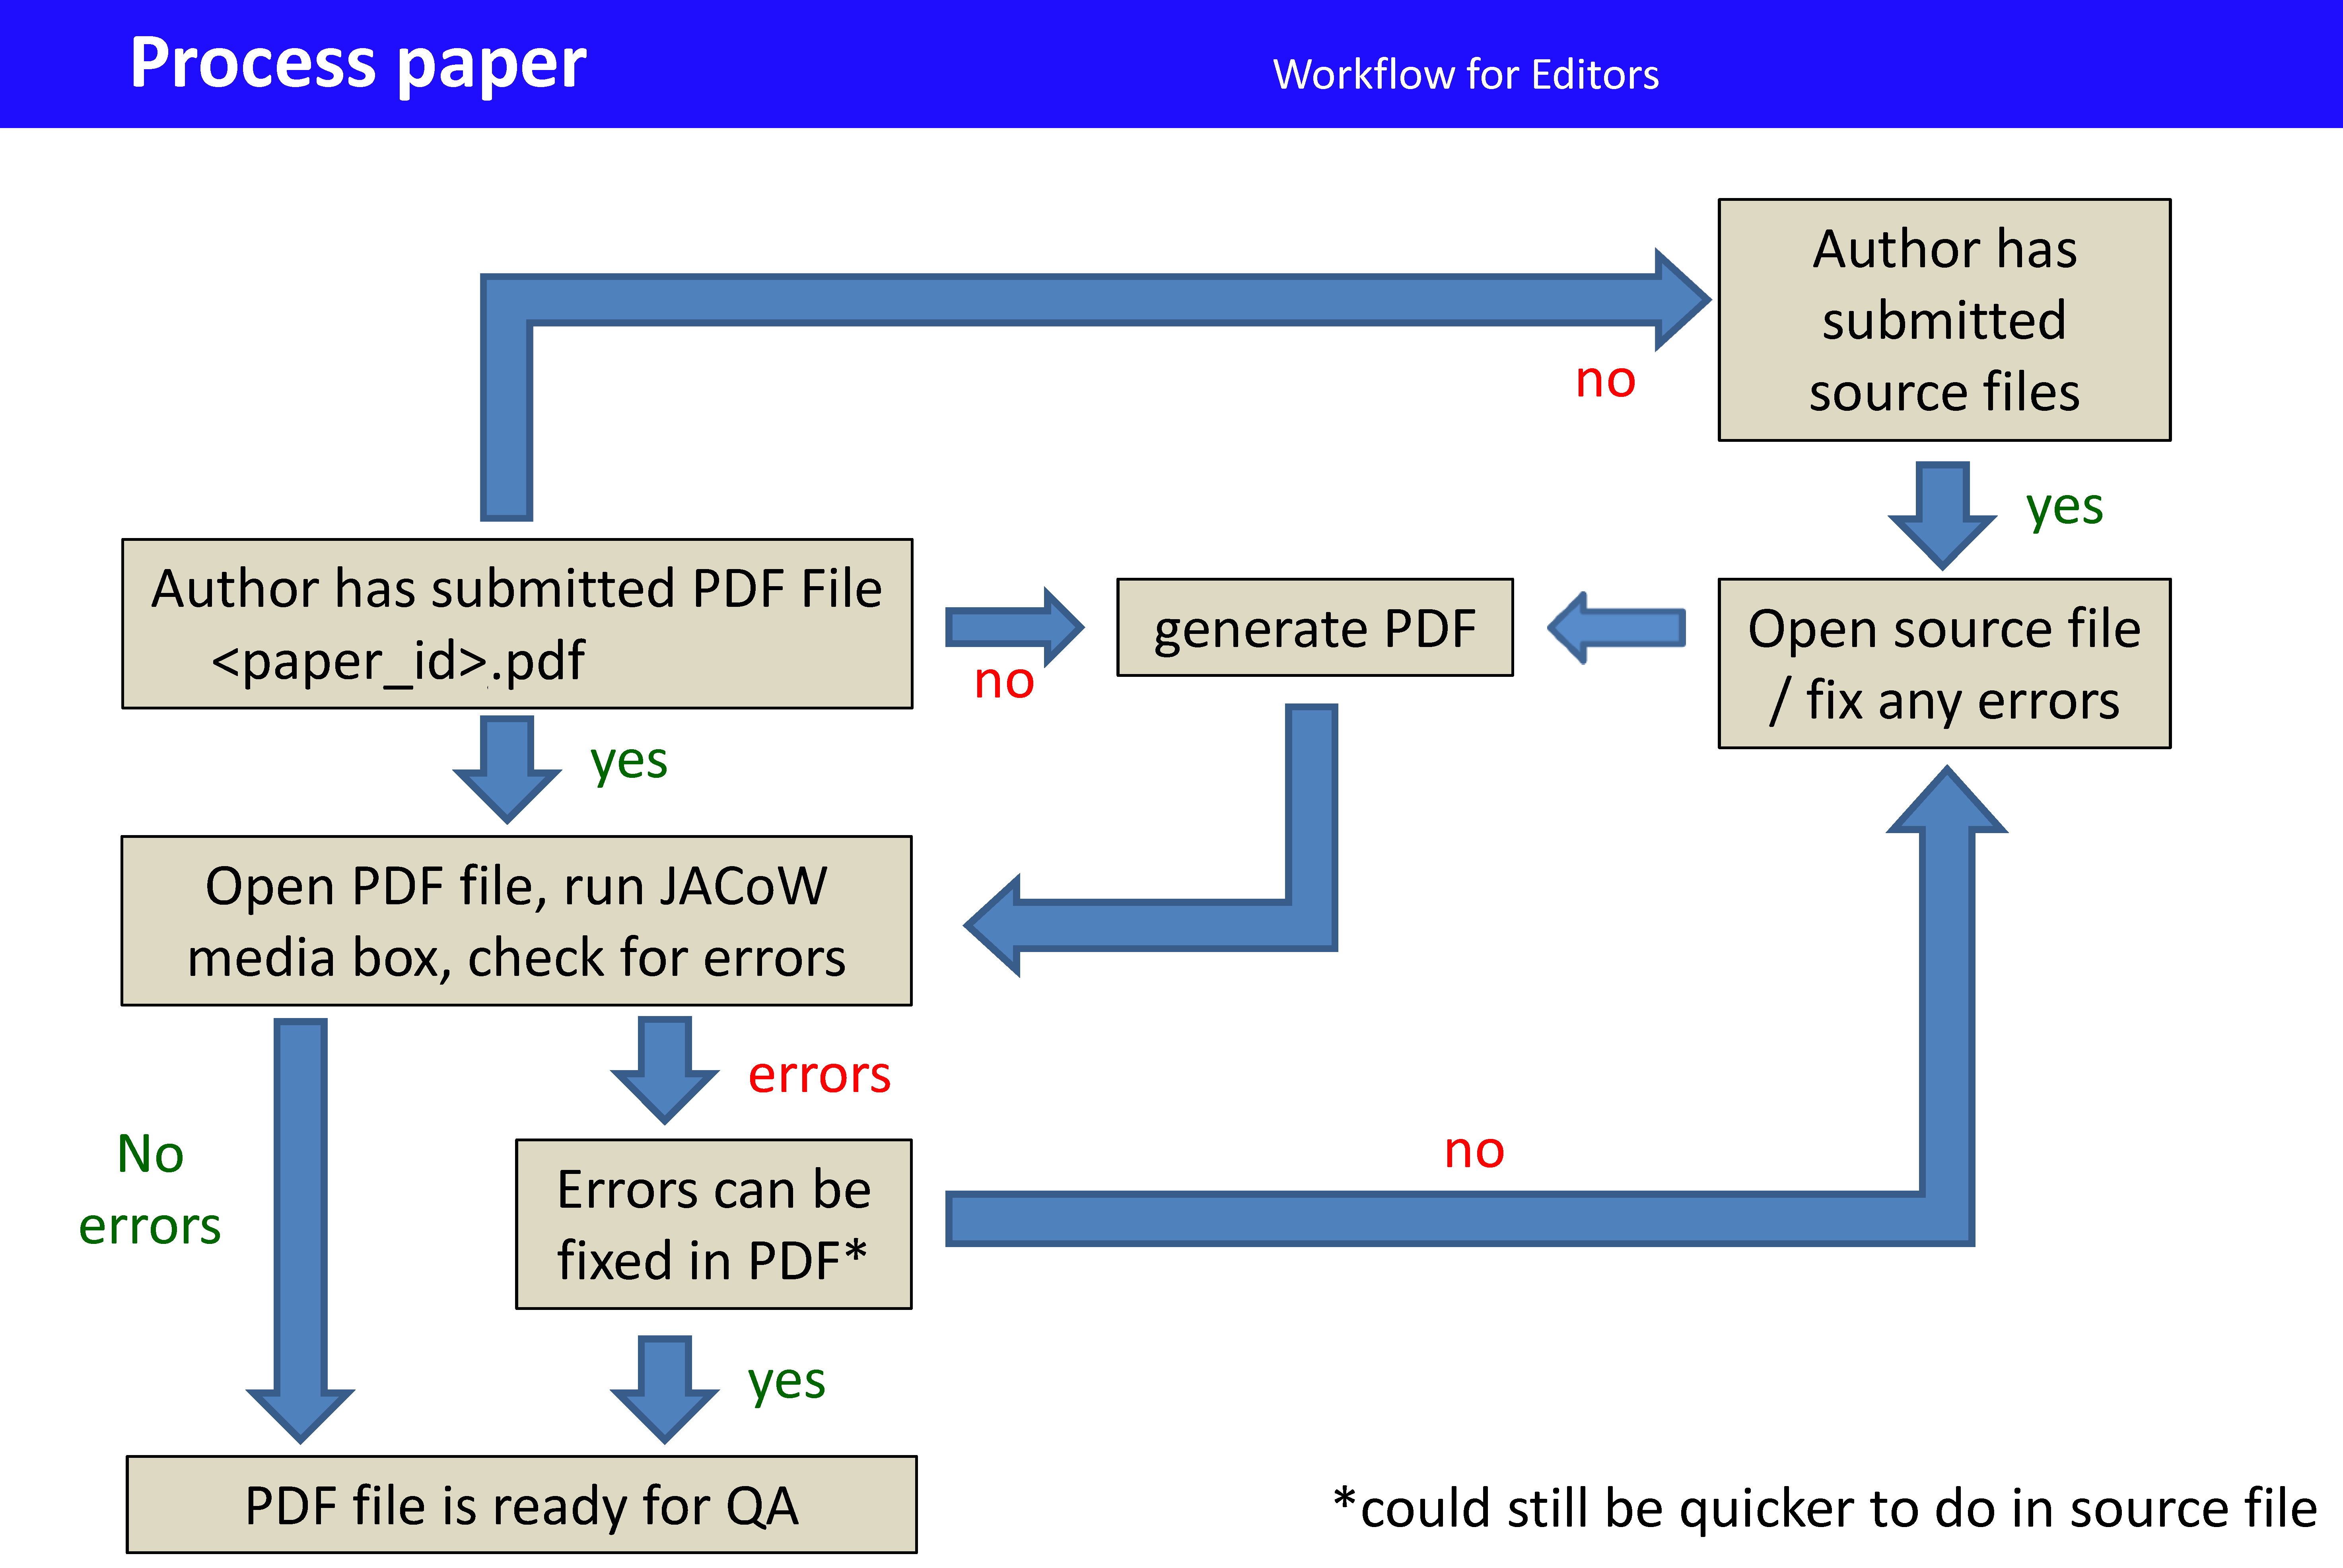 Process paper
Workflow for Editors
Author has
submitted
source files
no
yes
Author has submitted PDF File
<paper_id>.pdf
no
generate PDF
Open source file
/ fix any errors
yes
Open PDF file, run JACoW
media box, check for errors
errors
No
errors
Errors can be
fixed in PDF*
no
yes
PDF file is ready for QA
*could still be quicker to do in source file